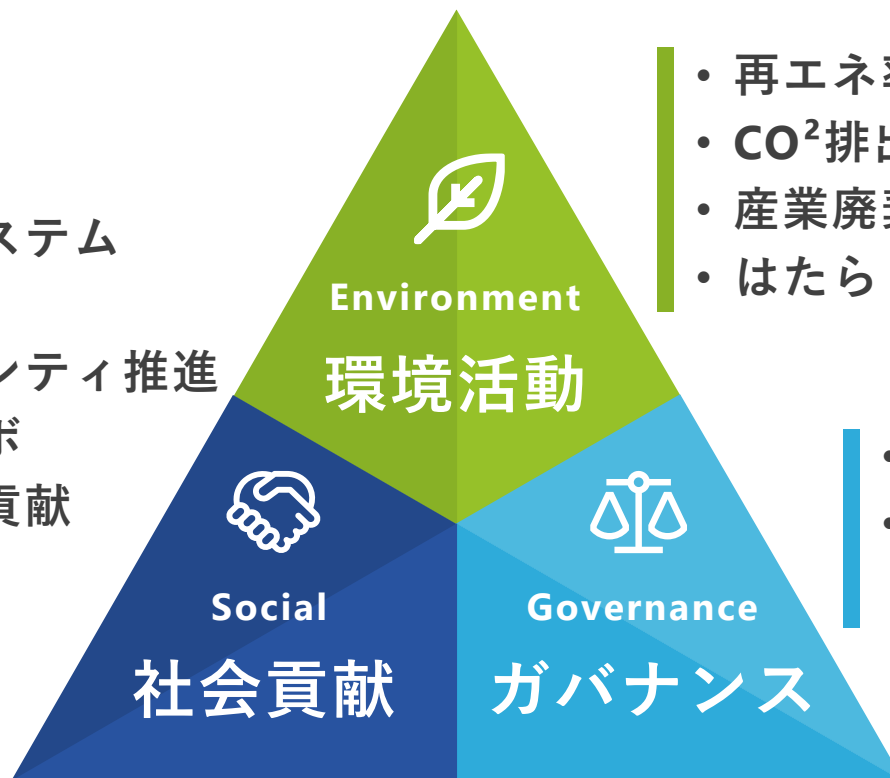 ステム
ンティ推進
ボ
貢献
Environment
環境活動
Social
社会貢献
Governance
ガバナンス
• 再エネ
• CO²排出
• 産業廃
• はたら